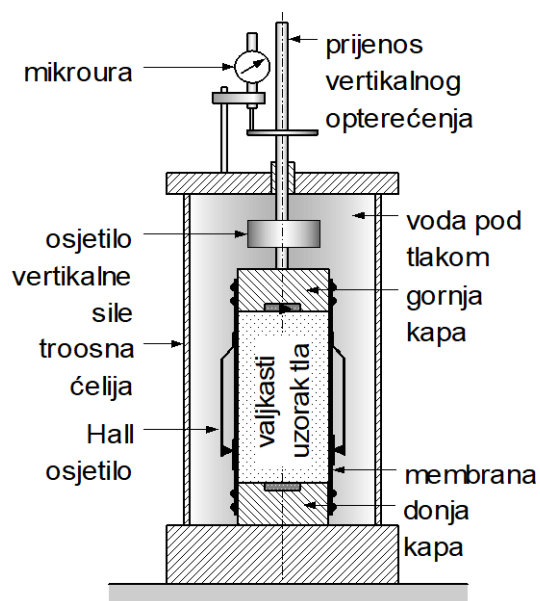 mikroura
prijenos
vertikalnog
opterećenja
osjetilo
vertikalne
sile
troosna
ćelija
Hall
osjetilo
voda pod
tlakom
gornja
kapa
valjkasti
uzorak tla
membrana
donja
kapa